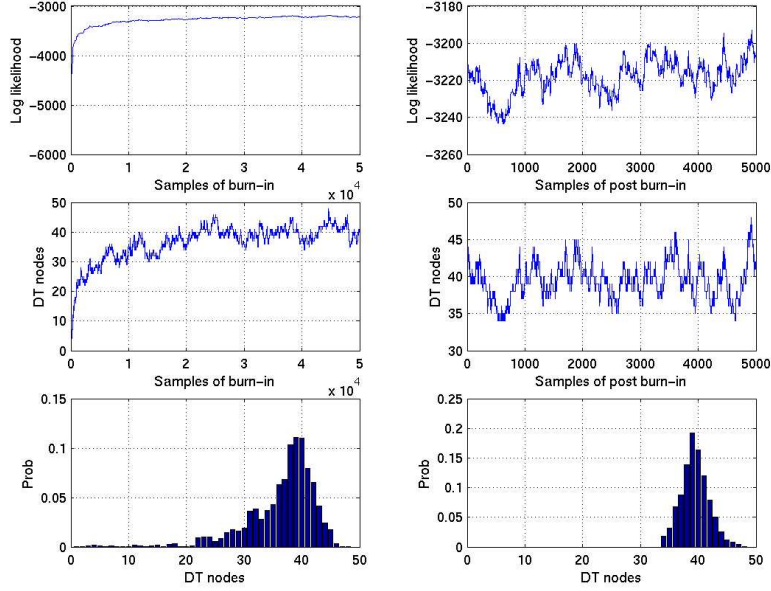 -3000
-4000
-5000
-6000
Log likelihood
0 1 2 3 4 5
Samples of burn-in
x 10^4
-3180
-3200
-3220
-3240
-3260
Log likelihood
0 1000 2000 3000 4000 5000
Samples of post burn-in
50
40
30
20
10
0
DT nodes
0 1 2 3 4 5
Samples of burn-in
x 10^4
50
45
40
35
30
DT nodes
0 1000 2000 3000 4000 5000
Samples of post burn-in
0.15
0.1
0.05
0
Prob
0 10 20 30 40 50
DT nodes
0.25
0.2
0.15
0.1
0.05
0
Prob
0 10 20 30 40 50
DT nodes